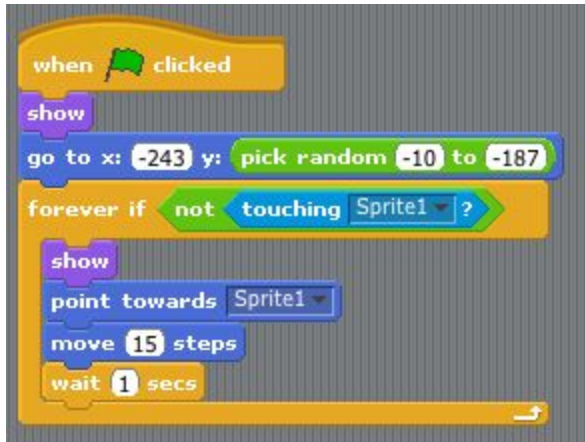 when clicked
show
go to x: -243 y: pick random -10 to -187
forever if not touching Sprite1 ?
show
point towards Sprite1
move 15 steps
wait 1 secs